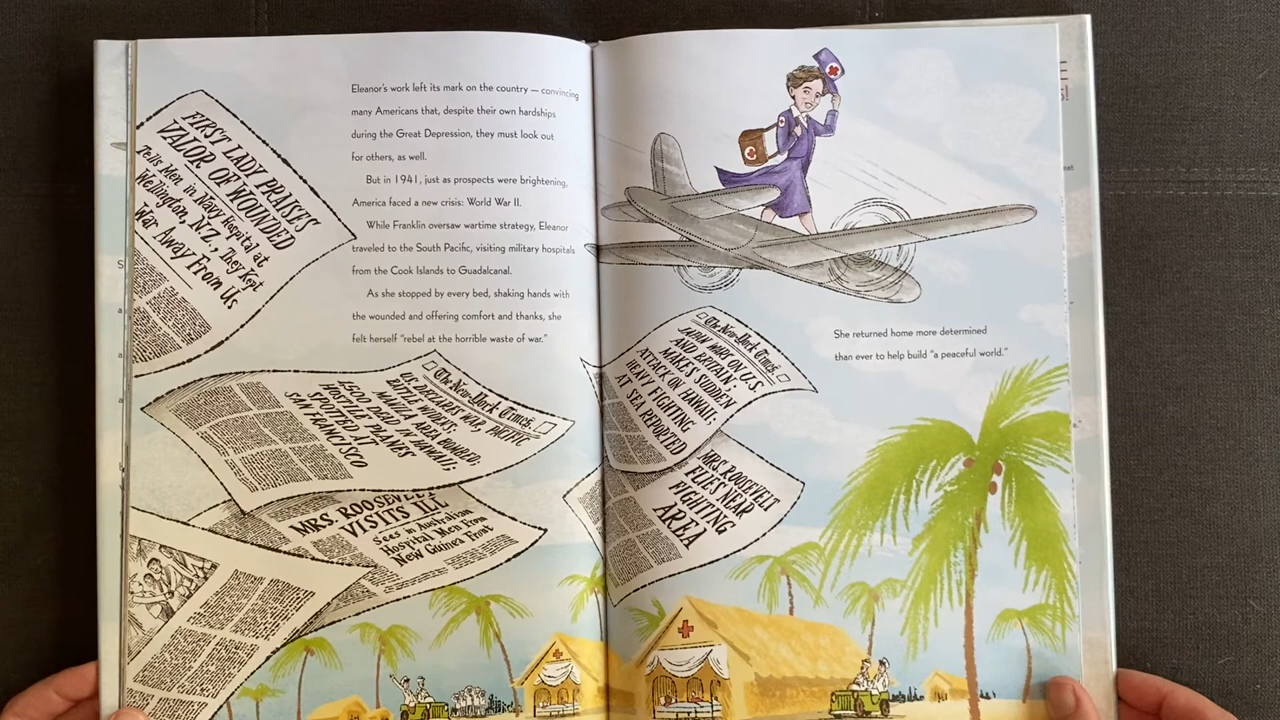 Eleanor's work left its mark on the country — convincing
many Americans that, despite their own hardships
during the Great Depression, they must look out
for others, as well.
But in 1941, just as prospects were brightening,
America faced a new crisis: World War II.
While Franklin oversaw wartime strategy, Eleanor
traveled to the South Pacific, visiting military hospitals
from the Cook Islands to Guadalcanal.
As she stopped by every bed, shaking hands with
the wounded and offering comfort and thanks, she
felt herself "rebel at the horrible waste of war."
FIRST LADY PRAISES
VALOR OF WOUNDED
Tells Men in Navy Hospital at
Wellington, N.Z., They Kept
War Away From Us
The New York Times.
U.S. DECLARES WAR, PACIFIC
BATTLE WIDENS;
MANILA AREA BOMBED;
1,500 DEAD IN HAWAII;
HOSTILE PLANES
SPOTTED AT
SAN FRANCISCO
MRS. ROOSEVELT
VISITS ILL
Sees in Australian
Hospital Men From
New Guinea Front
The New York Times.
JAPAN WARS ON U.S.
AND BRITAIN;
MAKES SUDDEN
ATTACK ON HAWAII;
HEAVY FIGHTING
AT SEA REPORTED
MRS. ROOSEVELT
FLIES NEAR
FIGHTING
AREA
She returned home more determined
than ever to help build "a peaceful world."